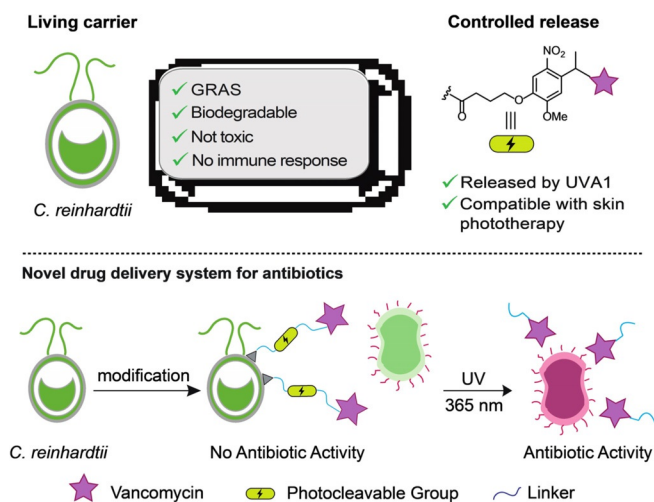 Living carrier
Controlled release
GRAS
Biodegradable
Not toxic
No immune response
C. reinhardtii
NO₂
O
O
OMe
Released by UVA1
Compatible with skin
phototherapy
Novel drug delivery system for antibiotics
modification
UV
365 nm
C. reinhardtii
No Antibiotic Activity
Antibiotic Activity
Vancomycin
Photocleavable Group
Linker